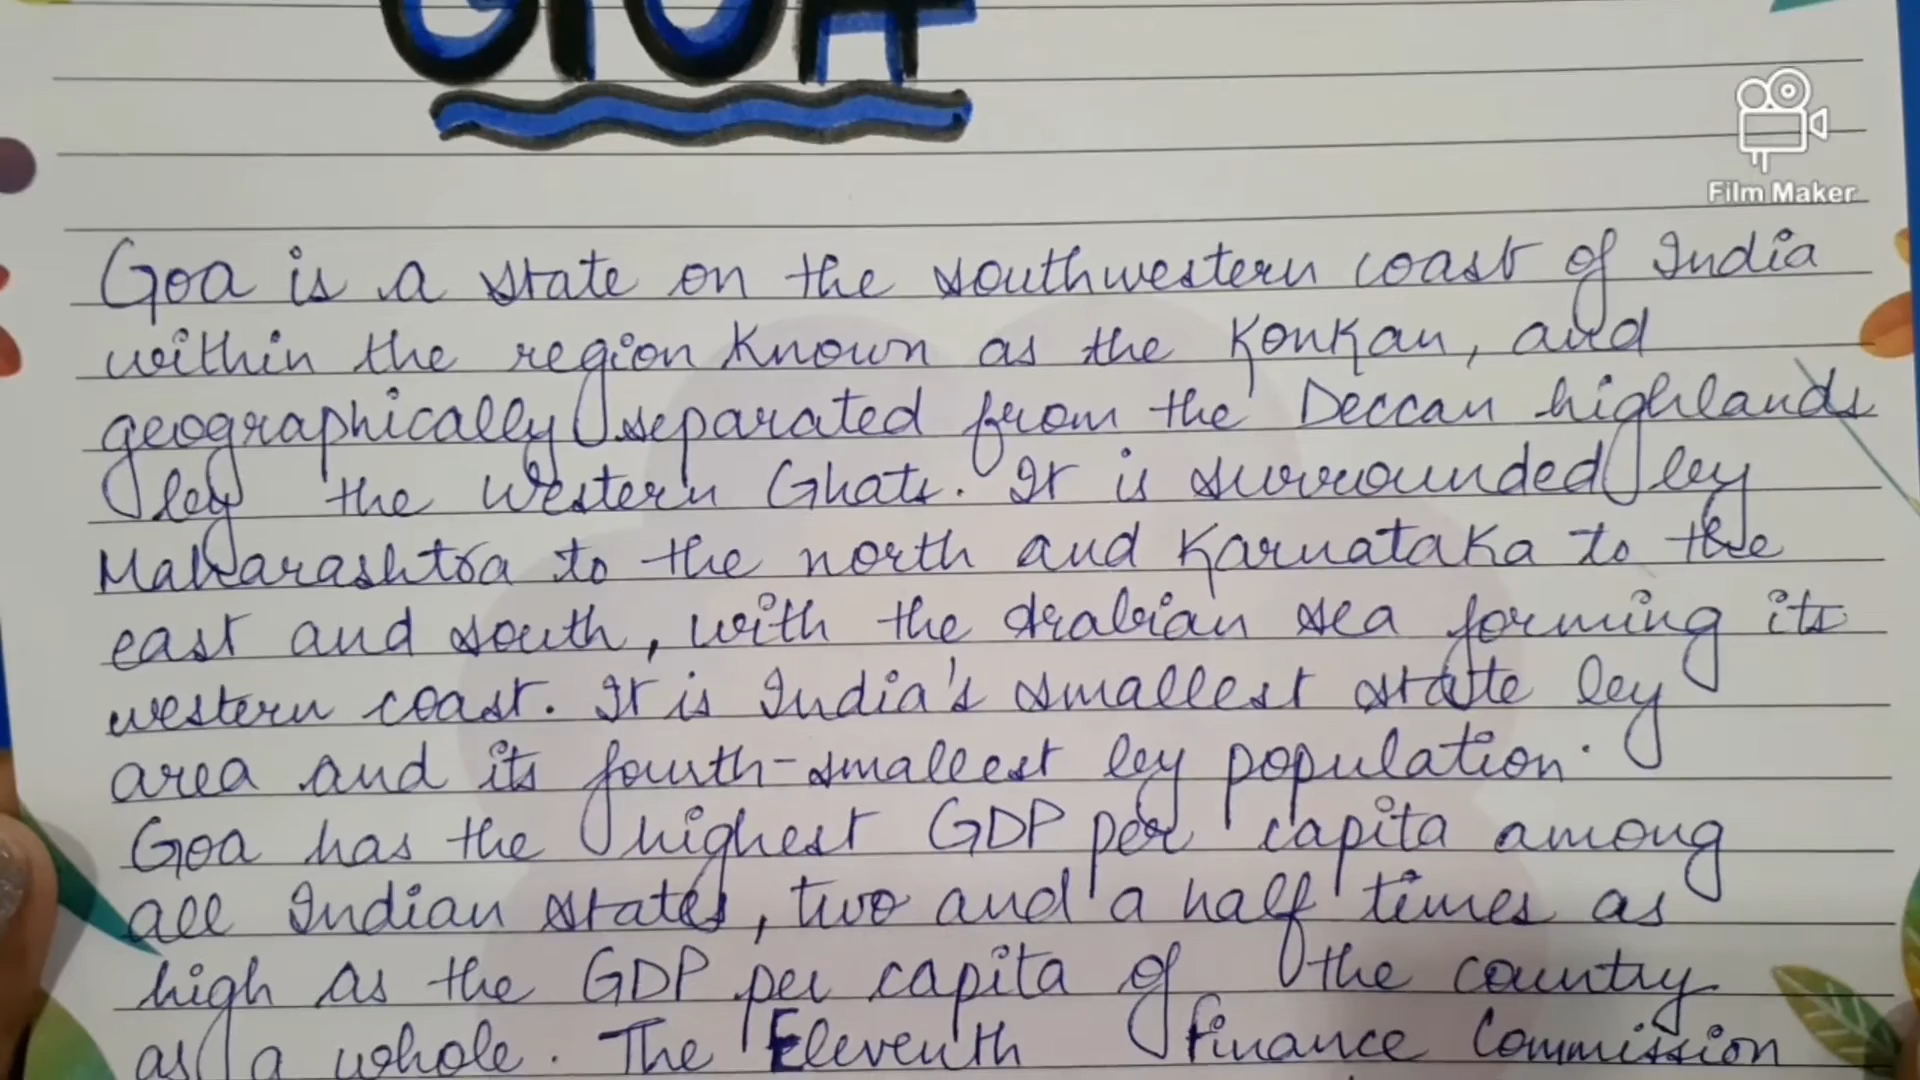 GOA
Film Maker
Goa is a state on the southwestern coast of India
within the region known as the Konkan, and
geographically separated from the Deccan highlands
by the Western Ghats. It is surrounded by
Maharashtra to the north and Karnataka to the
east and south, with the Arabian sea forming its
western coast. It is India's smallest state by
area and its fourth-smallest by population.
Goa has the highest GDP per capita among
all Indian states, two and a half times as
high as the GDP per capita of the country
as a whole. The Eleventh Finance Commission